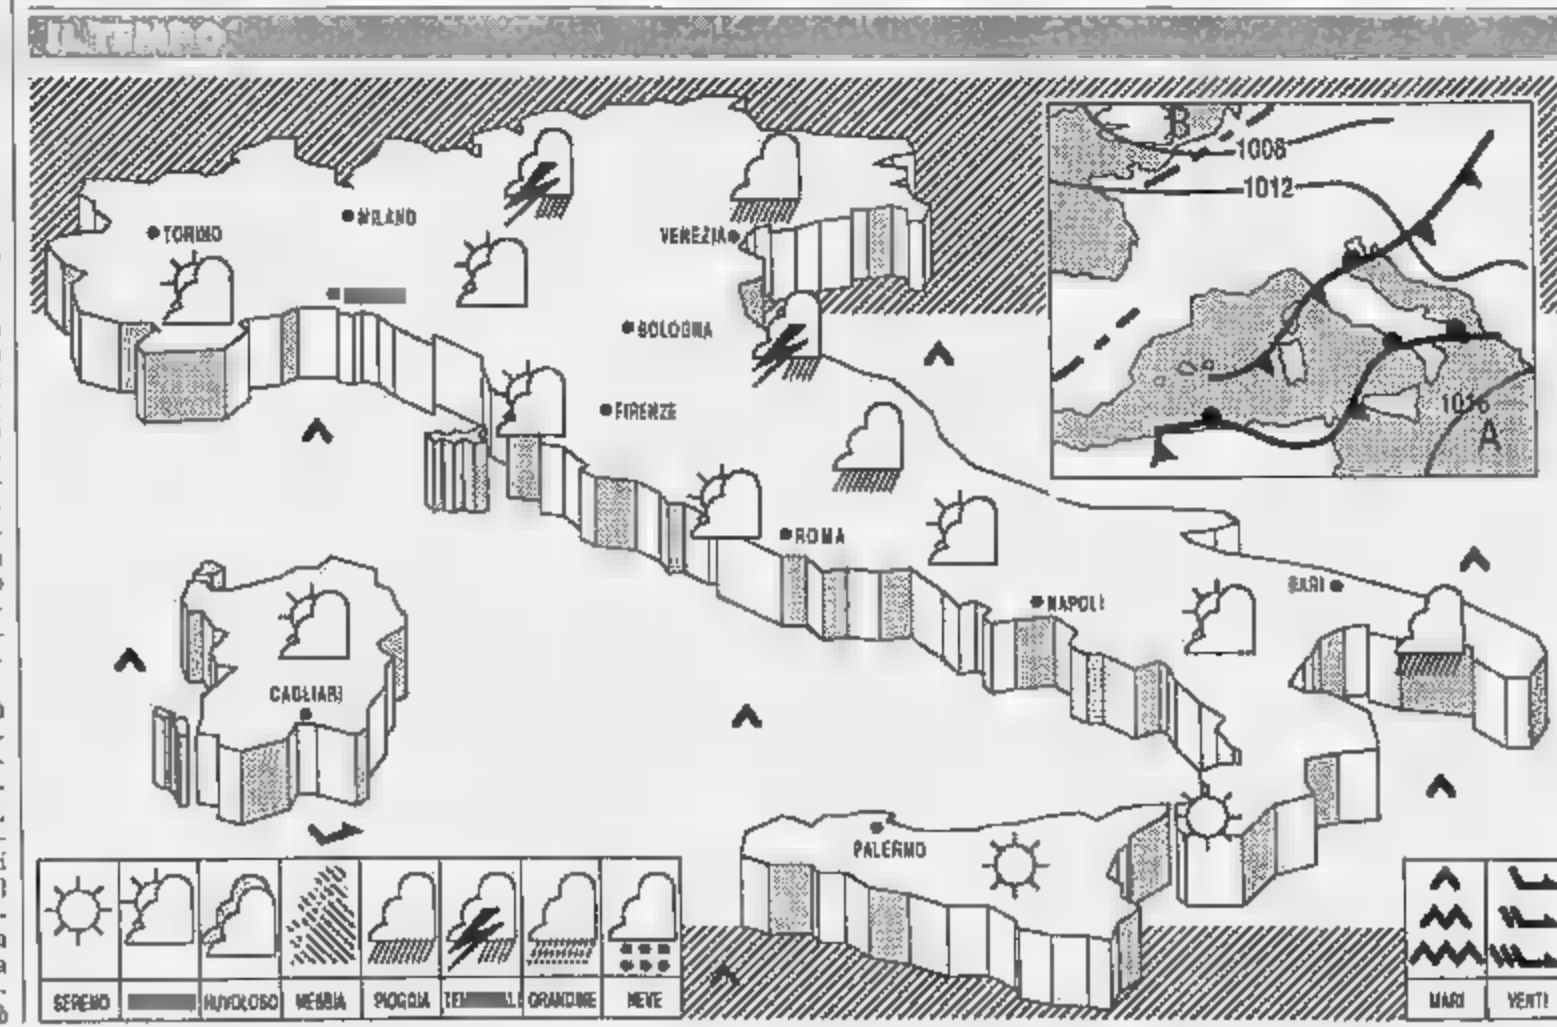 IL TEMPO
B
1008
1012
MILANO
TORINO
VENEZIA
BOLOGNA
1016
FIRENZE
A
ROMA
BARI
NAPOLI
CAGLIARI
PALERMO
SERENO NUVOLOSO NEBBIA PIOGGIA GRANDINE NEVE MARI VENTI